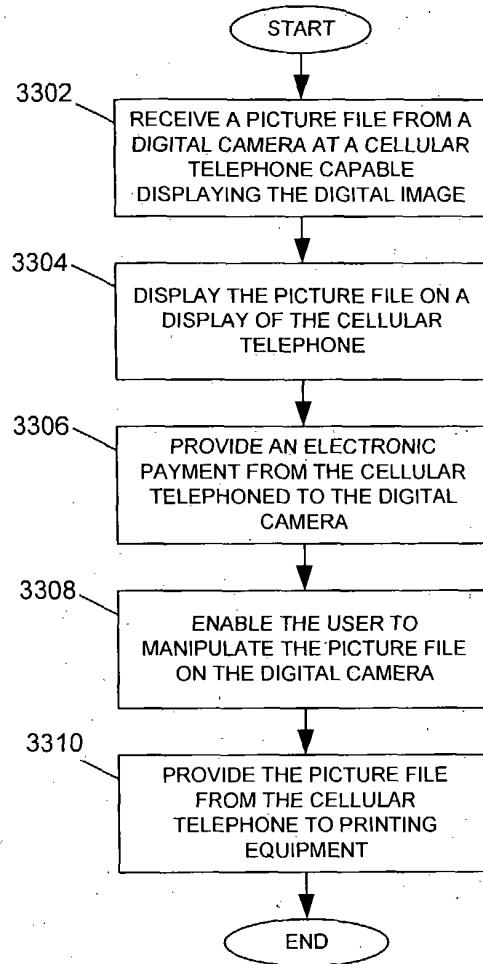 START
3302
RECEIVE A PICTURE FILE FROM A
DIGITAL CAMERA AT A CELLULAR
TELEPHONE CAPABLE
DISPLAYING THE DIGITAL IMAGE
3304
DISPLAY THE PICTURE FILE ON A
DISPLAY OF THE CELLULAR
TELEPHONE
3306
PROVIDE AN ELECTRONIC
PAYMENT FROM THE CELLULAR
TELEPHONED TO THE DIGITAL
CAMERA
3308
ENABLE THE USER TO
MANIPULATE THE PICTURE FILE
ON THE DIGITAL CAMERA
3310
PROVIDE THE PICTURE FILE
FROM THE CELLULAR
TELEPHONE TO PRINTING
EQUIPMENT
END